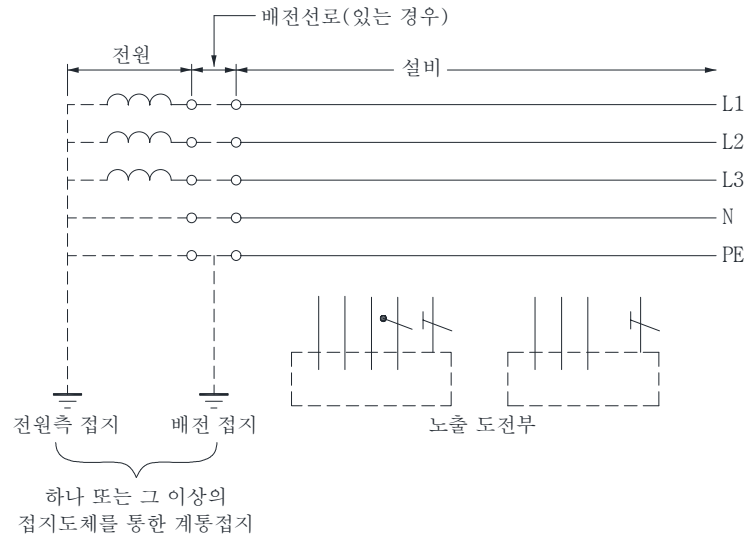 배전선로(있는 경우)
전원
설비
L1
L2
L3
N
PE
전원측 접지
배전 접지
노출 도전부
하나 또는 그 이상의
접지도체를 통한 계통접지